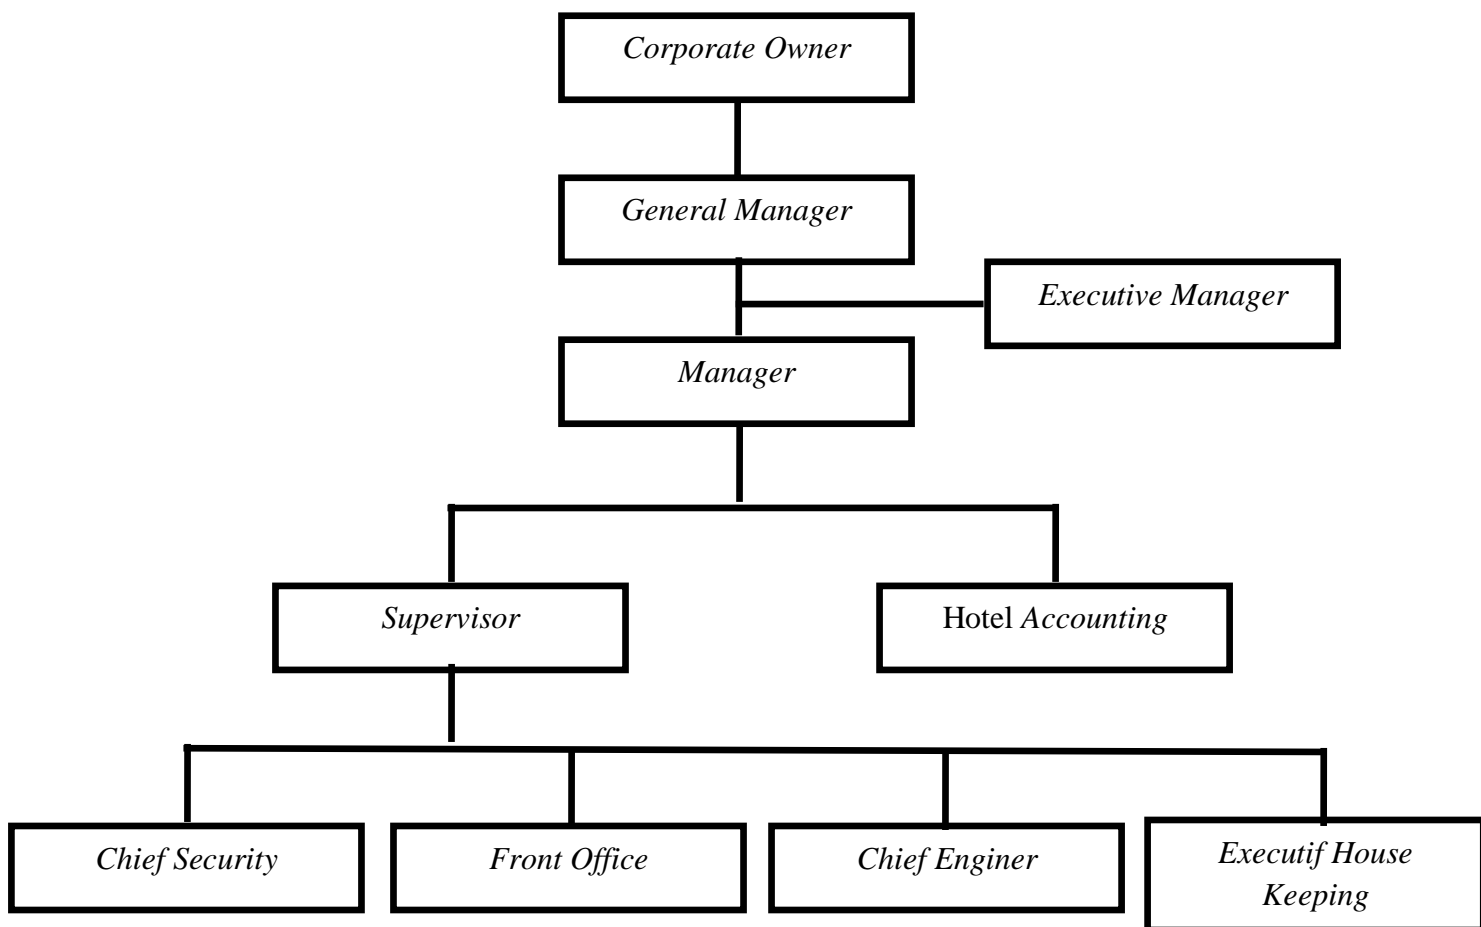 Corporate Owner
General Manager
Executive Manager
Manager
Supervisor
Hotel Accounting
Chief Security
Front Office
Chief Enginer
Executif House
Keeping